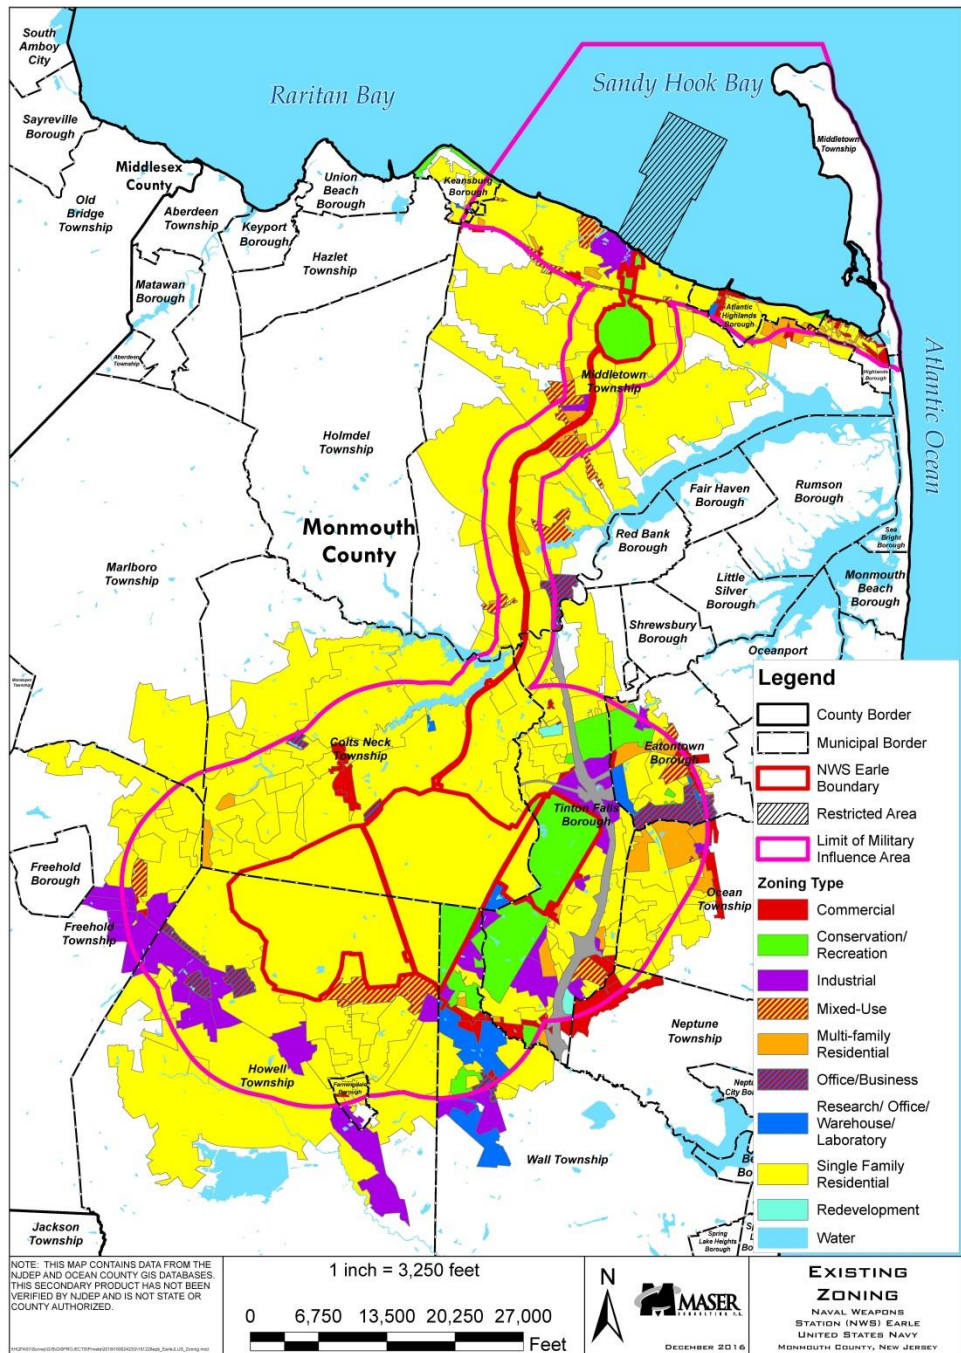 South
Amboy
City
Raritan Bay
Sandy Hook Bay
Sayreville
Borough
Middlesex
County
Middletown
Township
Old
Bridge
Township
Aberdeen
Township
Union
Beach
Borough
Keansburg
Borough
Keyport
Borough
Hazlet
Township
Matawan
Borough
Atlantic
Highlands
Borough
Aberdeen
Township
Highlands
Borough
Atlantic Ocean
Middletown
Township
Holmdel
Township
Monmouth
County
Fair Haven
Borough
Rumson
Borough
Red Bank
Borough
Sea
Bright
Borough
Marlboro
Township
Little
Silver
Borough
Monmouth
Beach
Borough
Shrewsbury
Borough
Oceanport
Township
Colts Neck
Township
Eatontown
Borough
Tinton Falls
Borough
Freehold
Borough
Freehold
Township
Ocean
Township
Neptune
Township
Howell
Township
Farmingdale
Borough
Wall Township
Jackson
Township
Spring
Lake Heights
Borough
Legend
County Border
Municipal Border
NWS Earle
Boundary
Restricted Area
Limit of Military
Influence Area
Zoning Type
Commercial
Conservation/
Recreation
Industrial
Mixed-Use
Multi-family
Residential
Office/Business
Research/ Office/
Warehouse/
Laboratory
Single Family
Residential
Redevelopment
Water
NOTE: THIS MAP CONTAINS DATA FROM THE
NJDEP AND OCEAN COUNTY GIS DATABASES.
THIS SECONDARY PRODUCT HAS NOT BEEN
VERIFIED BY NJDEP AND IS NOT STATE OR
COUNTY AUTHORIZED.
1 inch = 3,250 feet
0 6,750 13,500 20,250 27,000
Feet
N
MASER
CONSULTING P.A.
DECEMBER 2016
EXISTING
ZONING
NAVAL WEAPONS
STATION (NWS) EARLE
UNITED STATES NAVY
MONMOUTH COUNTY, NEW JERSEY